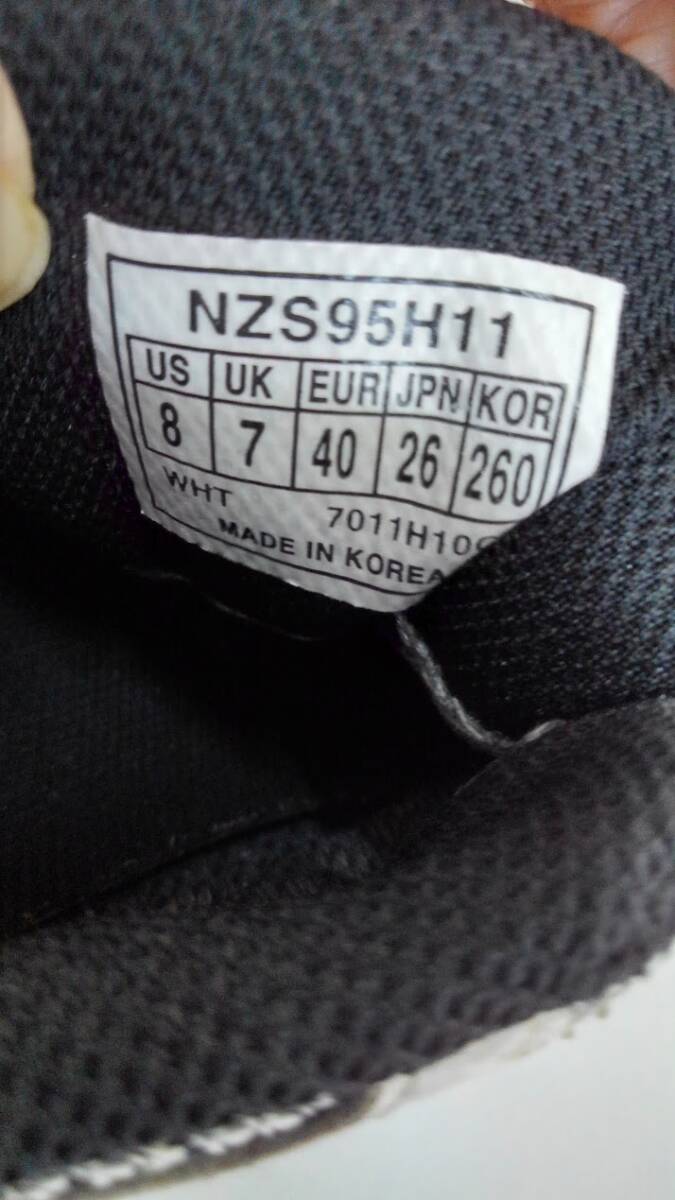 NZS95H11
US UK EUR JPN KOR
8 7 40 26 260
WHT
MADE IN KOREA